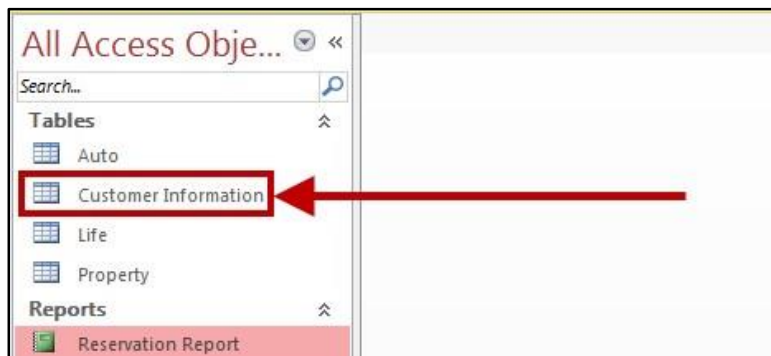 All Access Obje...
Search...
Tables
Auto
Customer Information
Life
Property
Reports
Reservation Report